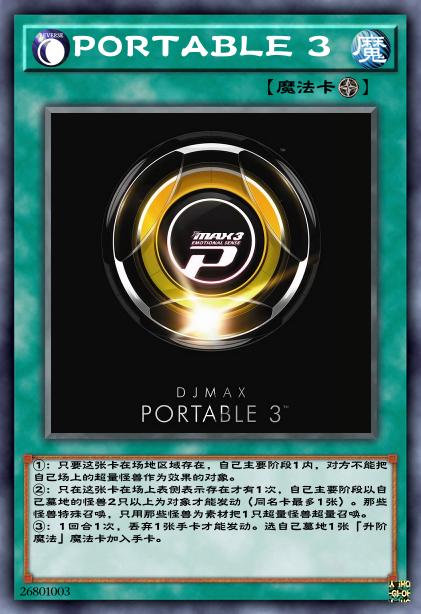 REVERSE
PORTABLE 3 魔
【魔法卡】
DJMAX3
EMOTIONAL SENSE
P
DJMAX
PORTABLE 3™
①：只要这张卡在场地区域存在，自己主要阶段1内，对方不能把
自己场上的超量怪兽作为效果的对象。
②：只在这张卡在场上表侧表示存在才有1次，自己主要阶段以自
己墓地的怪兽2只以上为对象才能发动（同名卡最多1张）。那些
怪兽特殊召唤，只用那些怪兽为素材把1只超量怪兽超量召唤。
③：1回合1次，丢弃1张手卡才能发动。选自己墓地1张「升阶
魔法」魔法卡加入手卡。
26801003